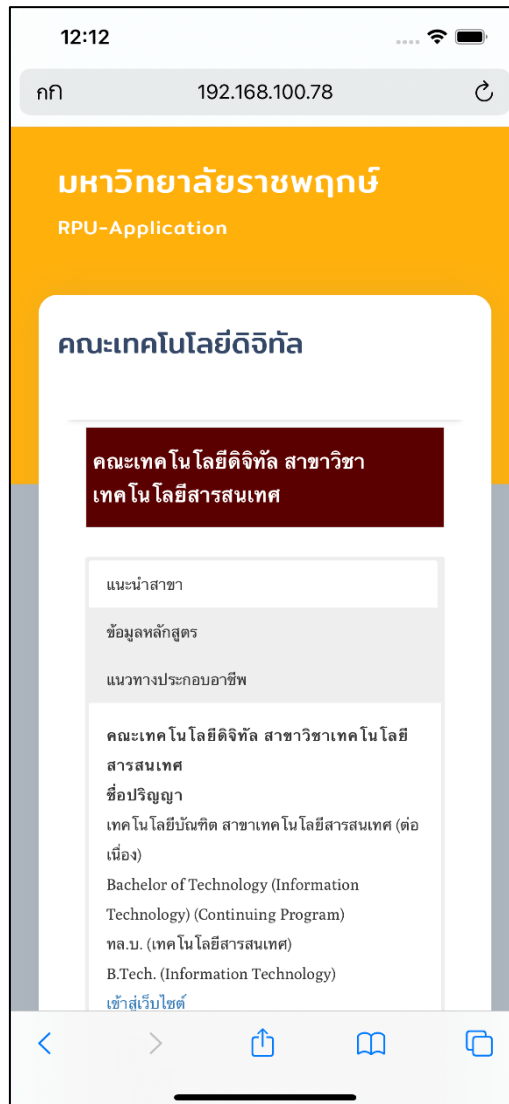 12:12
กกิ 192.168.100.78
มหาวิทยาลัยราชพฤกษ์
RPU-Application
คณะเทคโนโลยีดิจิทัล
คณะเทคโนโลยีดิจิทัล สาขาวิชา
เทคโนโลยีสารสนเทศ
แนะนำสาขา
ข้อมูลหลักสูตร
แนวทางประกอบอาชีพ
คณะเทคโนโลยีดิจิทัล สาขาวิชาเทคโนโลยี
สารสนเทศ
ชื่อปริญญา
เทคโนโลยีบัณฑิต สาขาเทคโนโลยีสารสนเทศ (ต่อ
เนื่อง)
Bachelor of Technology (Information
Technology) (Continuing Program)
ทล.บ. (เทคโนโลยีสารสนเทศ)
B.Tech. (Information Technology)
เข้าสู่เว็บไซต์